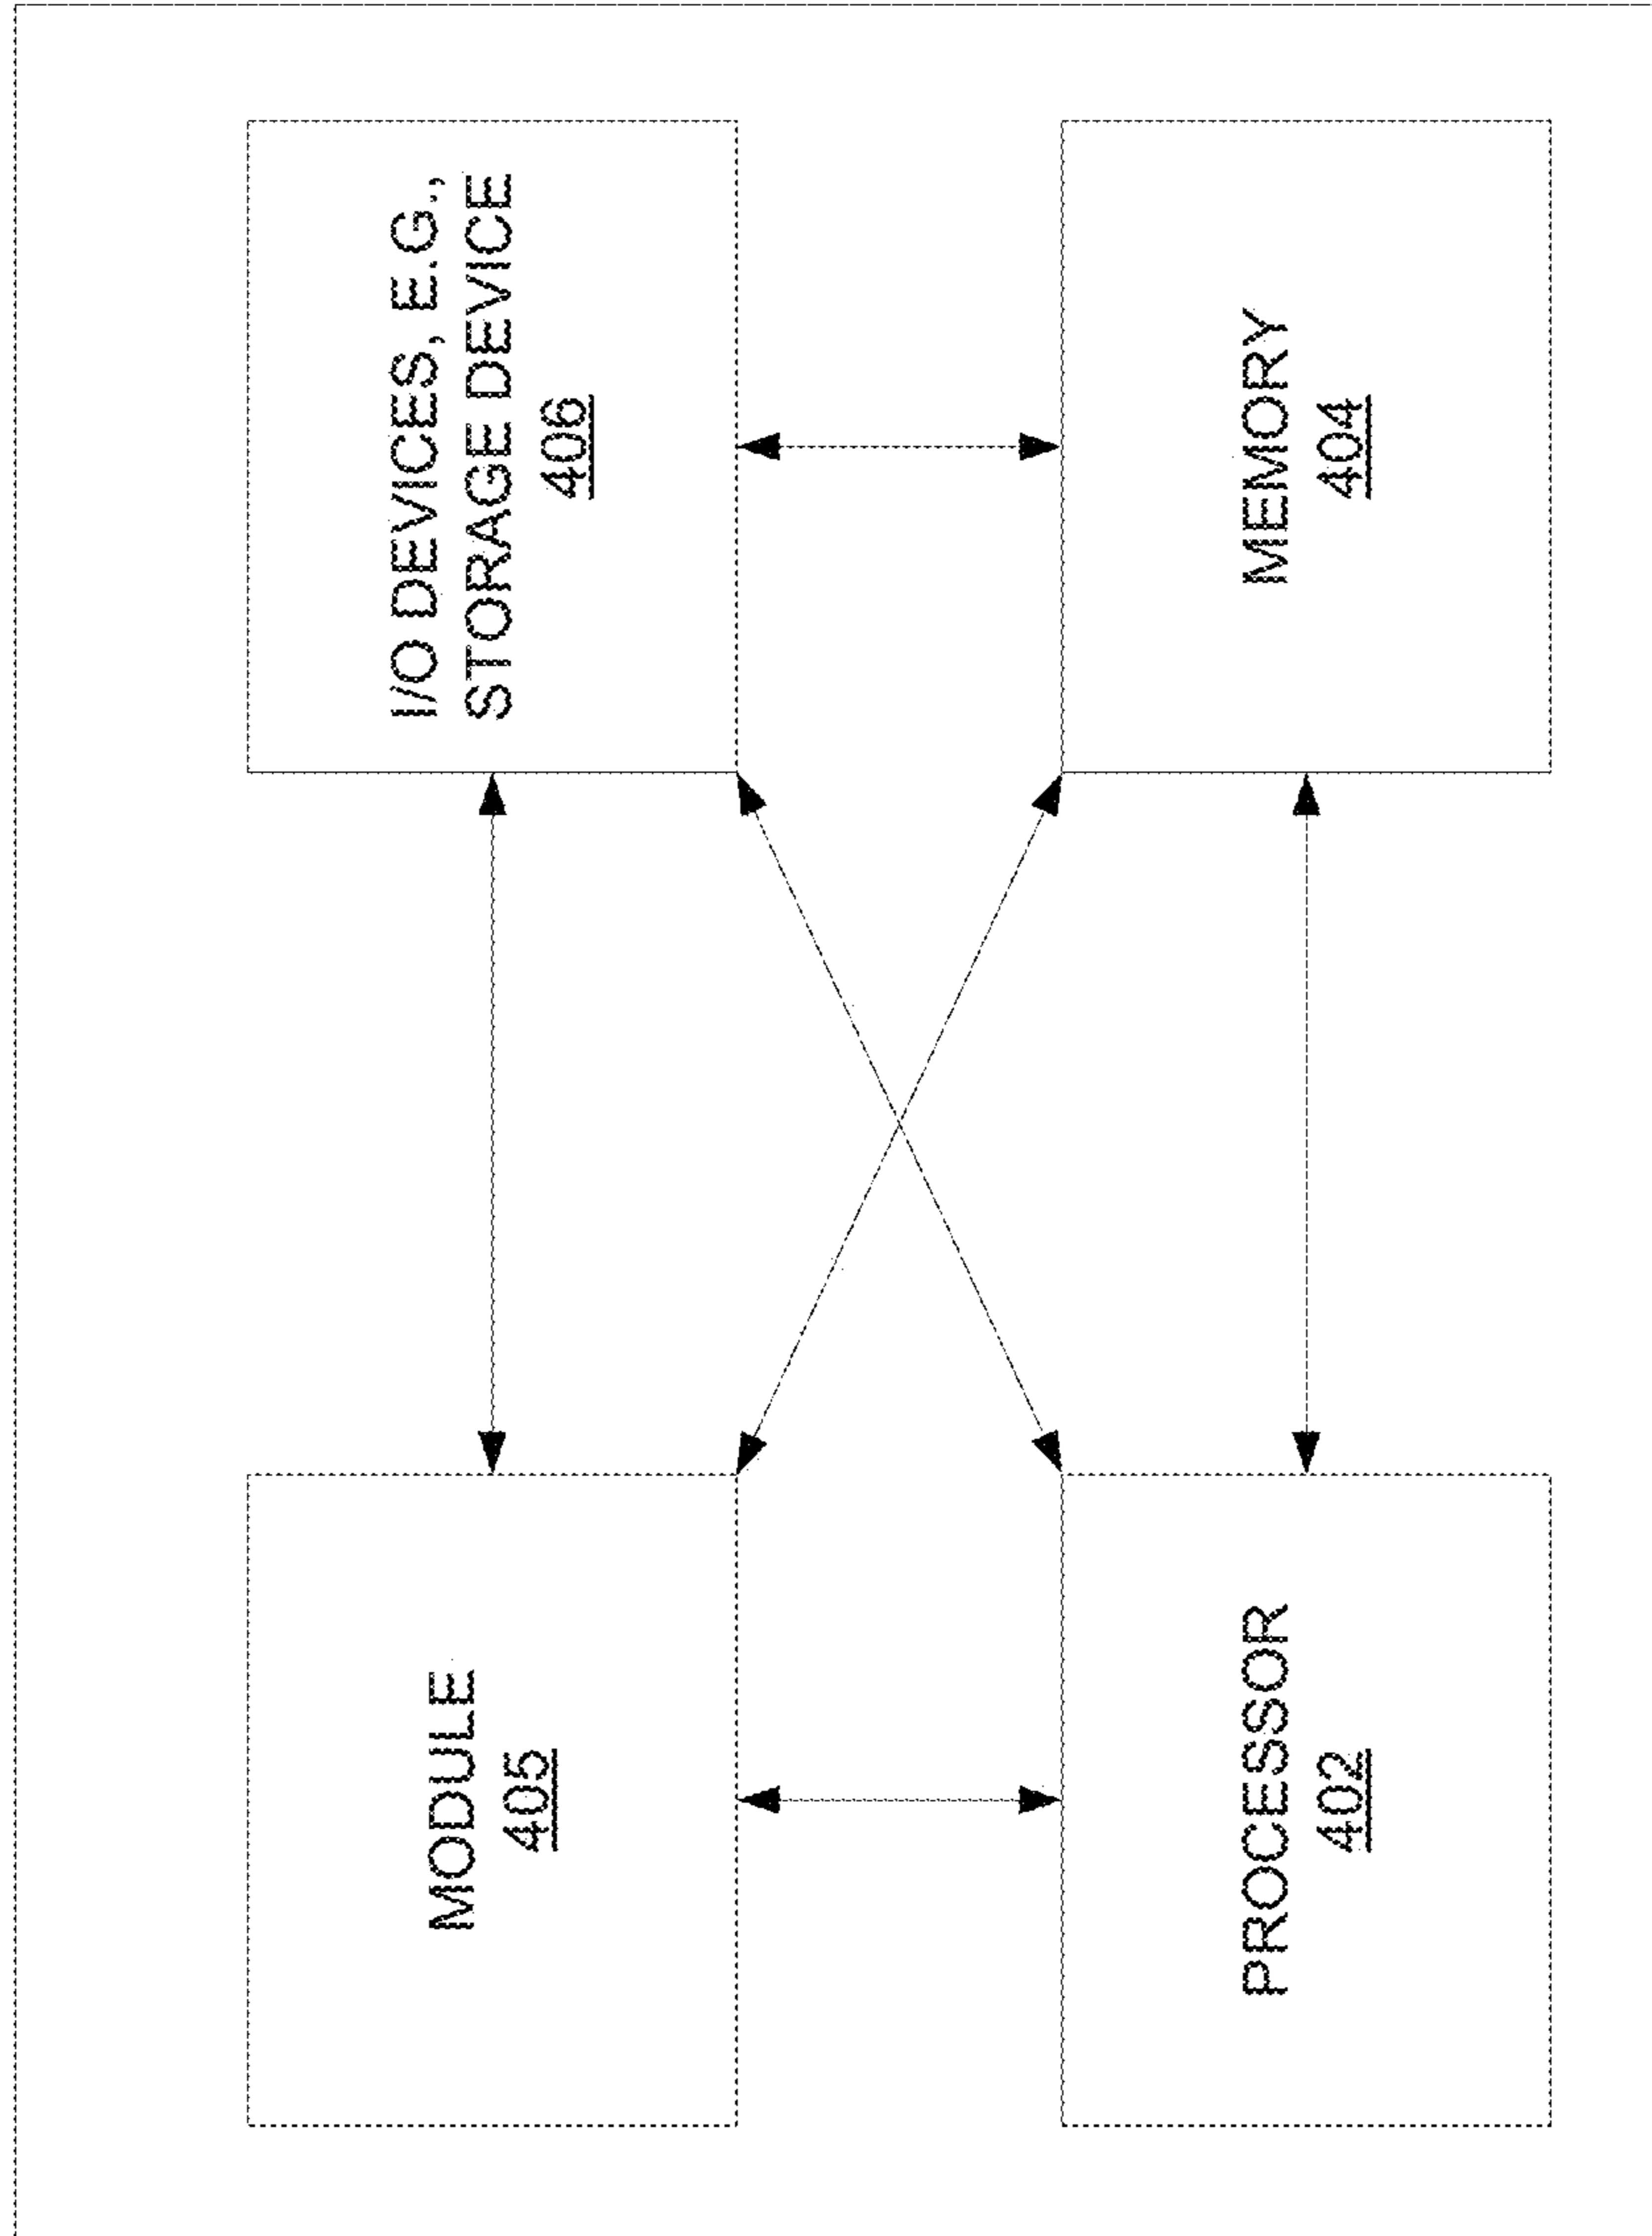 MODULE
405
I/O DEVICES, E.G.,
STORAGE DEVICE
406
PROCESSOR
402
MEMORY
404